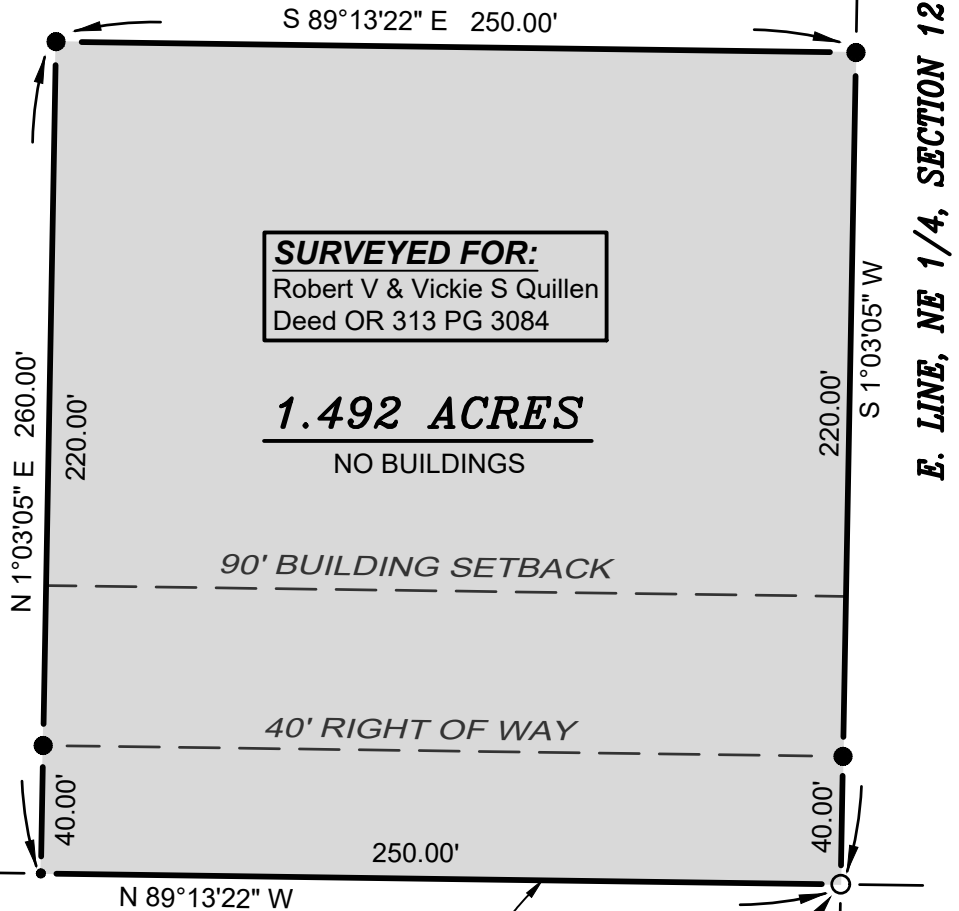 S 89°13'22" E 250.00'
E. LINE, NE 1/4, SECTION 12
SURVEYED FOR:
Robert V & Vickie S Quillen
Deed OR 313 PG 3084
S 1°03'05" W
N 1°03'05" E 260.00'
220.00'
220.00'
1.492 ACRES
NO BUILDINGS
90' BUILDING SETBACK
40' RIGHT OF WAY
40.00'
40.00'
250.00'
N 89°13'22" W